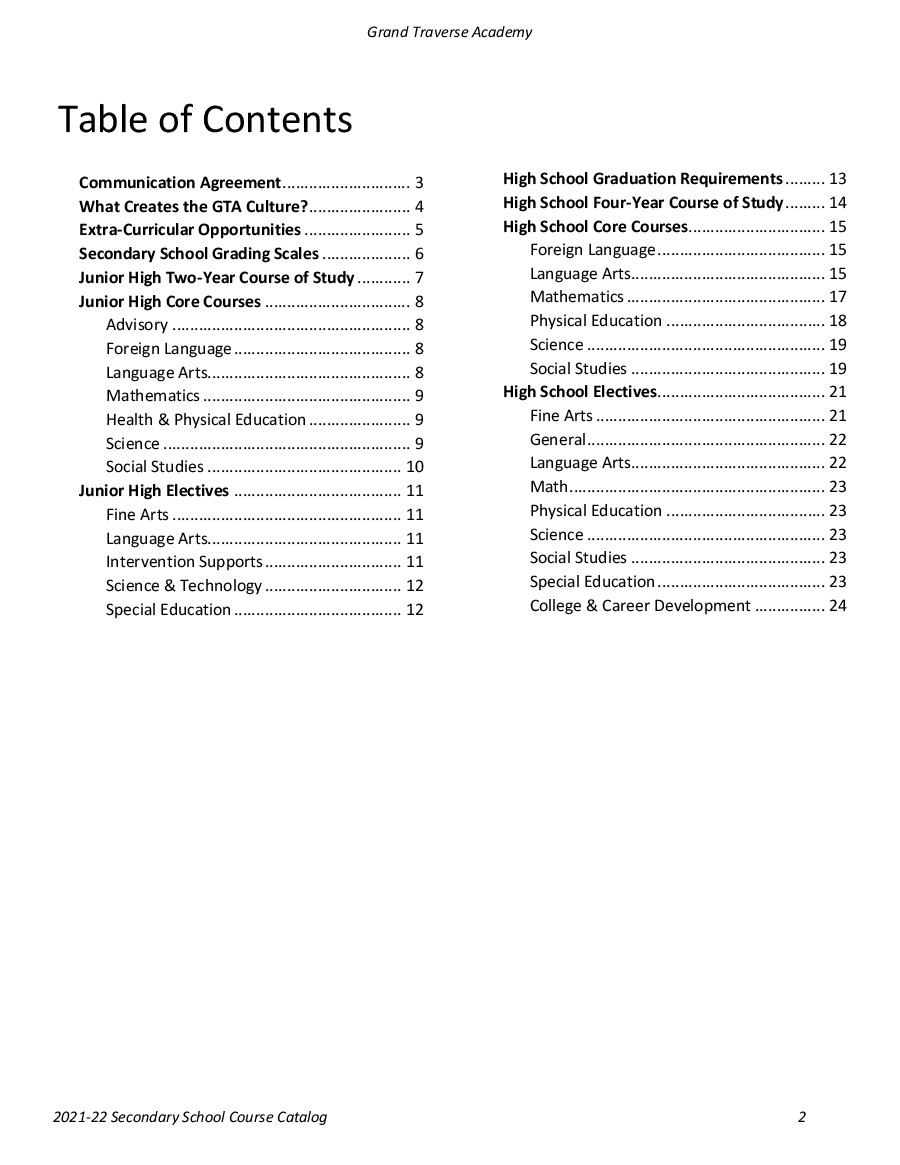 Grand Traverse Academy
Table of Contents
Communication Agreement............................ 3
What Creates the GTA Culture?....................... 4
Extra-Curricular Opportunities ........................ 5
Secondary School Grading Scales .................... 6
Junior High Two-Year Course of Study ............ 7
Junior High Core Courses ................................. 8
Advisory ...................................................... 8
Foreign Language ........................................ 8
Language Arts.............................................. 8
Mathematics ............................................... 9
Health & Physical Education ....................... 9
Science ........................................................ 9
Social Studies ............................................ 10
Junior High Electives ...................................... 11
Fine Arts .................................................... 11
Language Arts............................................ 11
Intervention Supports ............................... 11
Science & Technology ............................... 12
Special Education ...................................... 12
High School Graduation Requirements ......... 13
High School Four-Year Course of Study ......... 14
High School Core Courses............................... 15
Foreign Language ...................................... 15
Language Arts............................................ 15
Mathematics ............................................. 17
Physical Education .................................... 18
Science ...................................................... 19
Social Studies ............................................ 19
High School Electives...................................... 21
Fine Arts .................................................... 21
General...................................................... 22
Language Arts............................................ 22
Math.......................................................... 23
Physical Education .................................... 23
Science ...................................................... 23
Social Studies ............................................ 23
Special Education ...................................... 23
College & Career Development ................ 24
2021-22 Secondary School Course Catalog 2